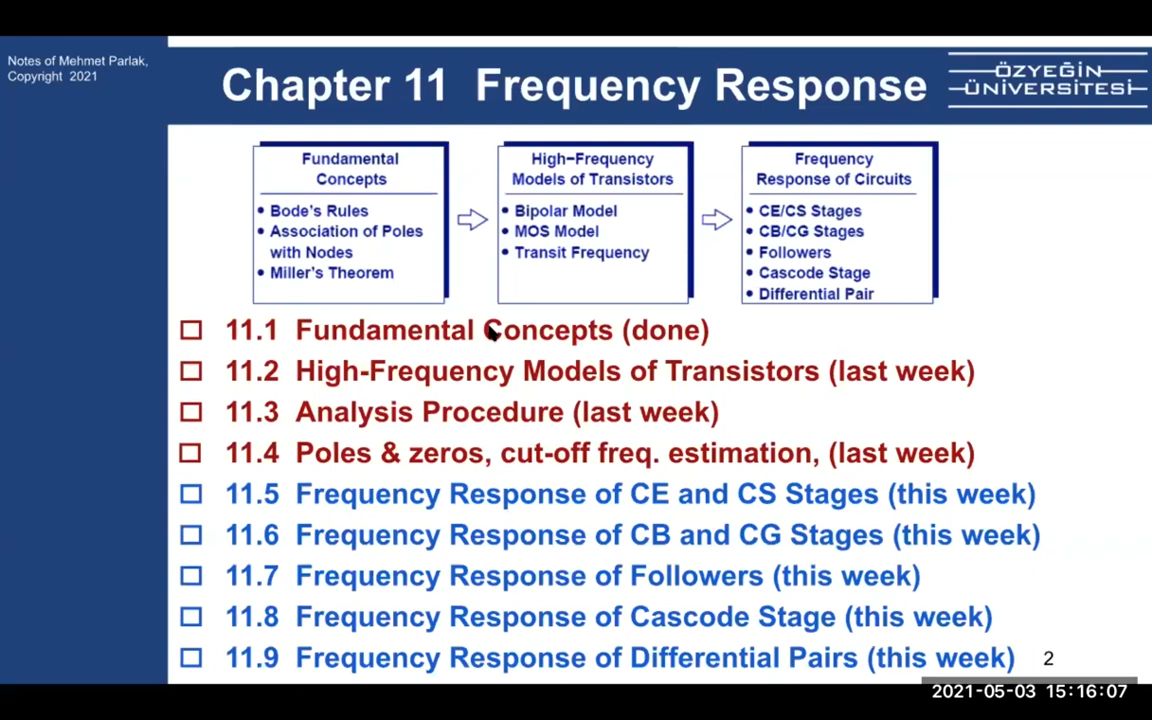 Notes of Mehmet Parlak,
Copyright 2021
Chapter 11 Frequency Response
ÖZYEĞİN
ÜNİVERSİTESİ
Fundamental
Concepts
• Bode's Rules
• Association of Poles
with Nodes
• Miller's Theorem
High−Frequency
Models of Transistors
• Bipolar Model
• MOS Model
• Transit Frequency
Frequency
Response of Circuits
• CE/CS Stages
• CB/CG Stages
• Followers
• Cascode Stage
• Differential Pair
11.1 Fundamental Concepts (done)
11.2 High-Frequency Models of Transistors (last week)
11.3 Analysis Procedure (last week)
11.4 Poles & zeros, cut-off freq. estimation, (last week)
11.5 Frequency Response of CE and CS Stages (this week)
11.6 Frequency Response of CB and CG Stages (this week)
11.7 Frequency Response of Followers (this week)
11.8 Frequency Response of Cascode Stage (this week)
11.9 Frequency Response of Differential Pairs (this week)
2
2021-05-03 15:16:07